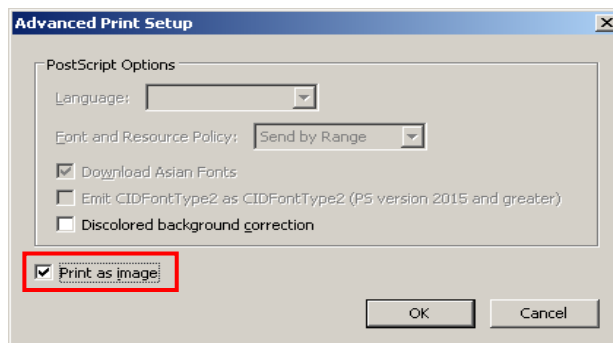 Advanced Print Setup
PostScript Options
Language:
Font and Resource Policy: Send by Range
Download Asian Fonts
Emit CIDFontType2 as CIDFontType2 (PS version 2015 and greater)
Discolored background correction
Print as image
OK Cancel